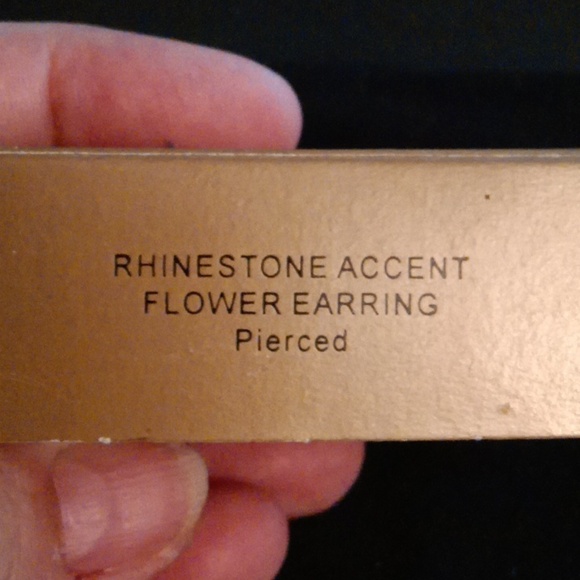 RHINESTONE ACCENT
FLOWER EARRING
Pierced